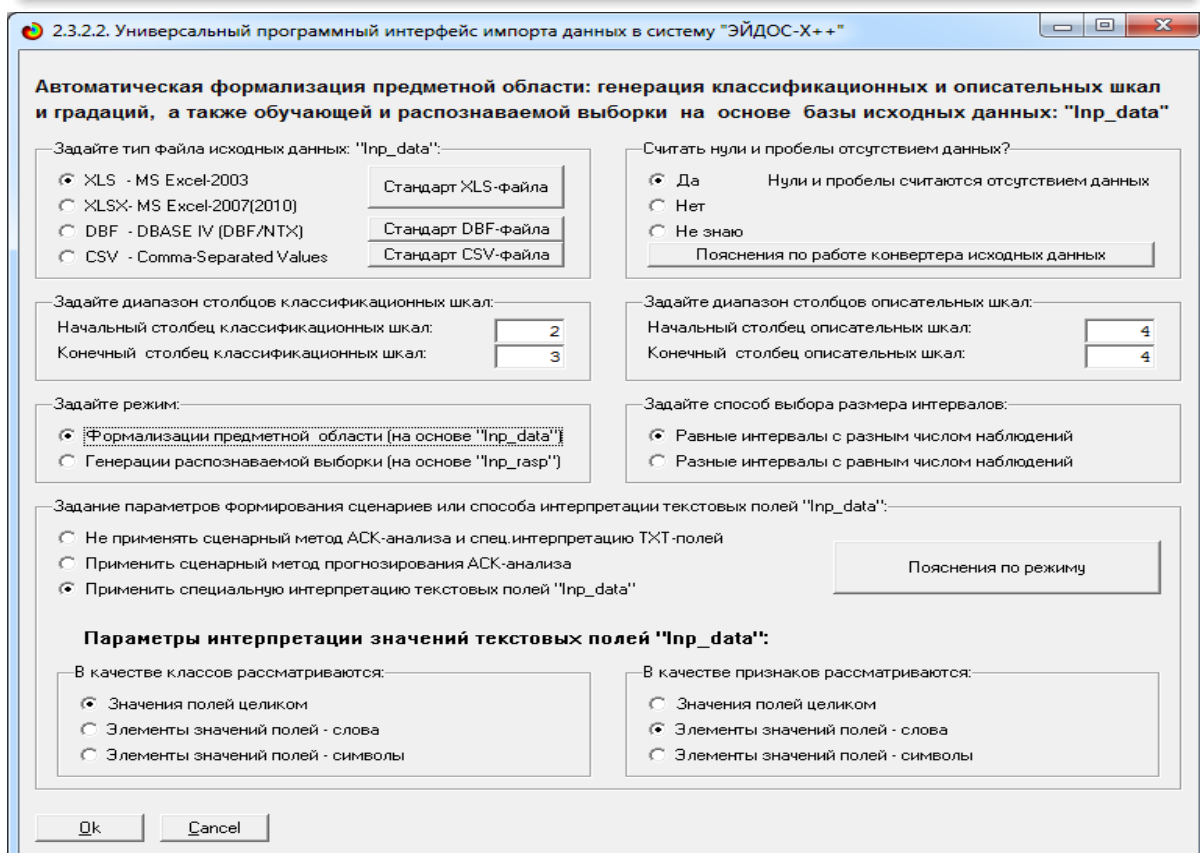 2.3.2.2. Универсальный программный интерфейс импорта данных в систему "ЭЙДОС-X++"
Автоматическая формализация предметной области: генерация классификационных и описательных шкал
и градаций, а также обучающей и распознаваемой выборки на основе базы исходных данных: "Inp_data"
Задайте тип файла исходных данных: "Inp_data":
XLS - MS Excel-2003
XLSX- MS Excel-2007(2010)
DBF - DBASE IV (DBF/NTX)
CSV - Comma-Separated Values
Стандарт XLS-файла
Стандарт DBF-файла
Стандарт CSV-файла
Считать нули и пробелы отсутствием данных?
Да Нули и пробелы считаются отсутствием данных
Нет
Не знаю
Пояснения по работе конвертера исходных данных
Задайте диапазон столбцов классификационных шкал:
Начальный столбец классификационных шкал: 2
Конечный столбец классификационных шкал: 3
Задайте диапазон столбцов описательных шкал:
Начальный столбец описательных шкал: 4
Конечный столбец описательных шкал: 4
Задайте режим:
Формализации предметной области (на основе "Inp_data")
Генерации распознаваемой выборки (на основе "Inp_rasp")
Задайте способ выбора размера интервалов:
Равные интервалы с разным числом наблюдений
Разные интервалы с равным числом наблюдений
Задание параметров формирования сценариев или способа интерпретации текстовых полей "Inp_data":
Не применять сценарный метод АСК-анализа и спец.интерпретацию TXT-полей
Применить сценарный метод прогнозирования АСК-анализа
Применить специальную интерпретацию текстовых полей "Inp_data"
Пояснения по режиму
Параметры интерпретации значений текстовых полей "Inp_data":
В качестве классов рассматриваются:
Значения полей целиком
Элементы значений полей - слова
Элементы значений полей - символы
В качестве признаков рассматриваются:
Значения полей целиком
Элементы значений полей - слова
Элементы значений полей - символы
Ok
Cancel